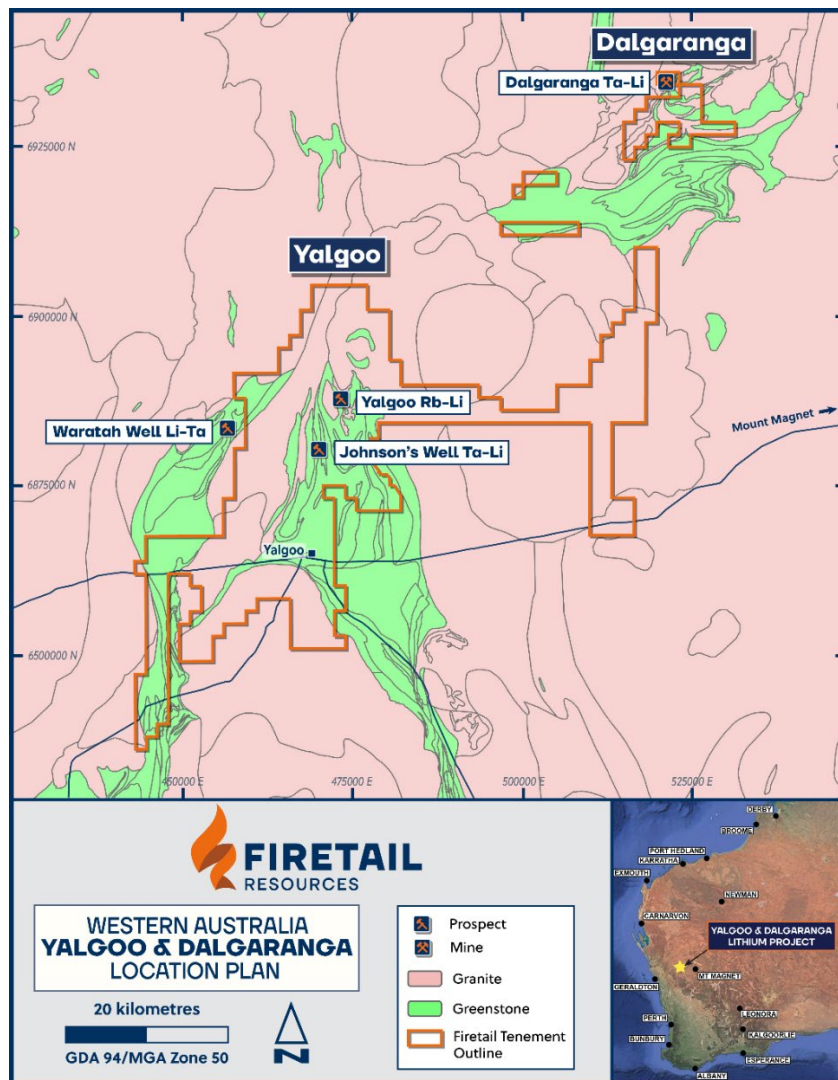 Dalgaranga
Dalgaranga Ta-Li
6925000 N
Yalgoo
6900000 N
Yalgoo Rb-Li
Waratah Well Li-Ta
Mount Magnet
Johnson's Well Ta-Li
6875000 N
Yalgoo
6500000 N
450000 E
475000 E
500000 E
525000 E
FIRETAIL
RESOURCES
WESTERN AUSTRALIA
YALGOO & DALGARANGA
LOCATION PLAN
20 kilometres
GDA 94/MGA Zone 50
N
Prospect
Mine
Granite
Greenstone
Firetail Tenement
Outline
DERBY
BROOME
PORT HEDLAND
KARRATHA
EXMOUTH
NEWMAN
CARNARVON
YALGOO & DALGARANGA
LITHIUM PROJECT
MT MAGNET
GERALDTON
LEONORA
PERTH
KALGOORLIE
BUNBURY
ESPERANCE
ALBANY